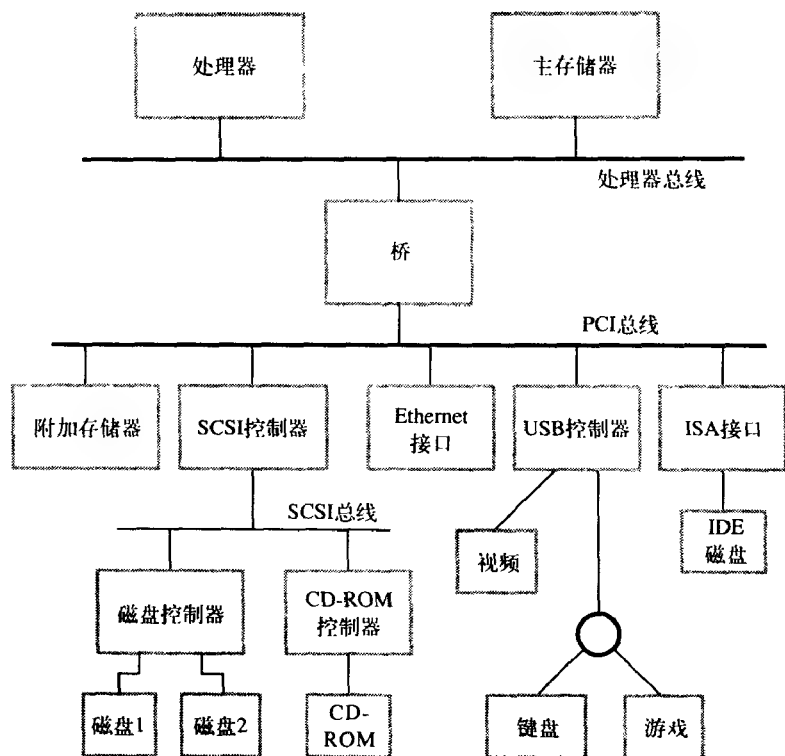 处理器
主存储器
处理器总线
桥
PCI总线
附加存储器
SCSI控制器
Ethernet
接口
USB控制器
ISA接口
SCSI总线
视频
IDE
磁盘
磁盘控制器
CD-ROM
控制器
磁盘1
磁盘2
CD-
ROM
键盘
游戏